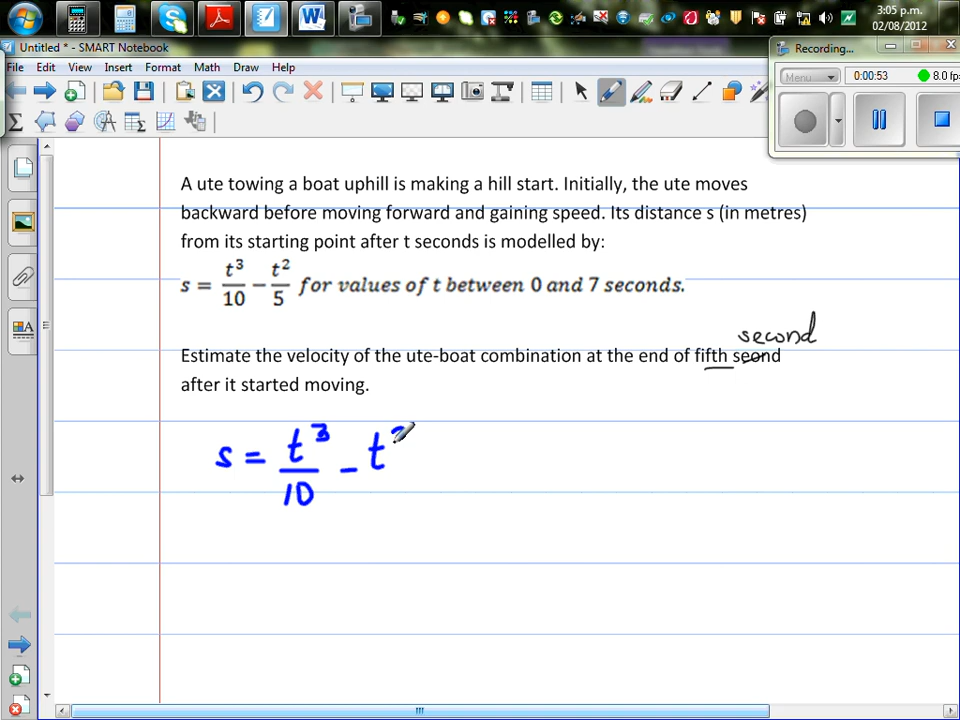 3:05 p.m.
02/08/2012
Untitled * - SMART Notebook
Recording...
File Edit View Insert Format Math Draw Help
Menu 0:00:53 8.0 fp
A ute towing a boat uphill is making a hill start. Initially, the ute moves
backward before moving forward and gaining speed. Its distance s (in metres)
from its starting point after t seconds is modelled by:
s = t³/10 − t²/5 for values of t between 0 and 7 seconds.
second
Estimate the velocity of the ute-boat combination at the end of fifth seond
after it started moving.
s = t³/10 − t²